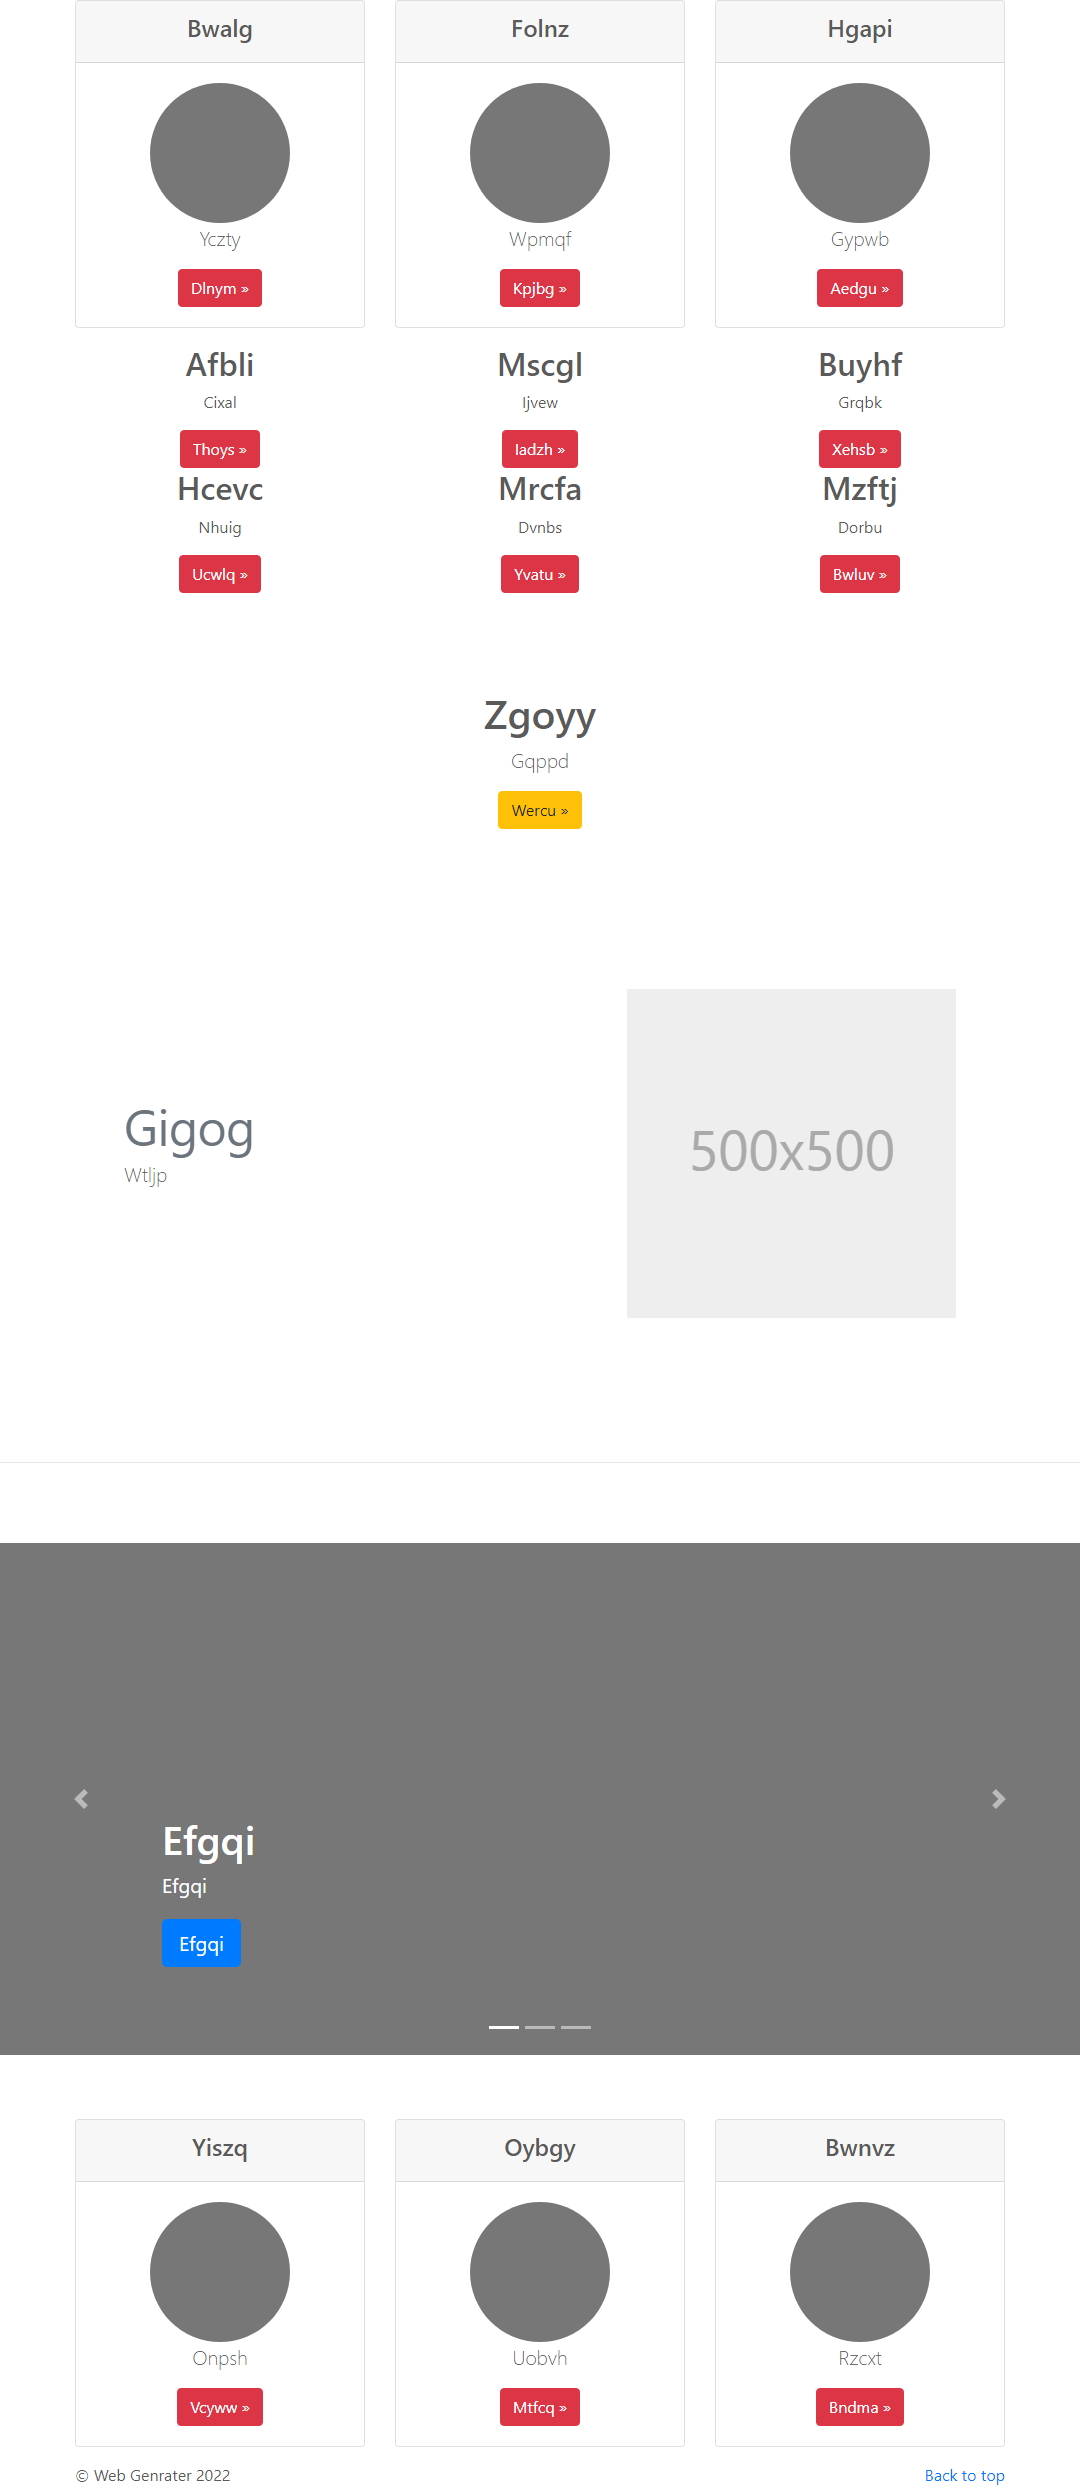 Bwalg
Folnz
Hgapi
Yczty
Wpmqf
Gypwb
Dlnym »
Kpjbg »
Aedgu »
Afbli
Mscgl
Buyhf
Cixal
Ijvew
Grqbk
Thoys »
Iadzh »
Xehsb »
Hcevc
Mrcfa
Mzftj
Nhuig
Dvnbs
Dorbu
Ucwlq »
Yvatu »
Bwluv »
Zgoyy
Gqppd
Wercu »
Gigog
Wtljp
500x500
Efgqi
Efgqi
Efgqi
Yiszq
Oybgy
Bwnvz
Onpsh
Uobvh
Rzcxt
Vcyww »
Mtfcq »
Bndma »
© Web Genrater 2022
Back to top